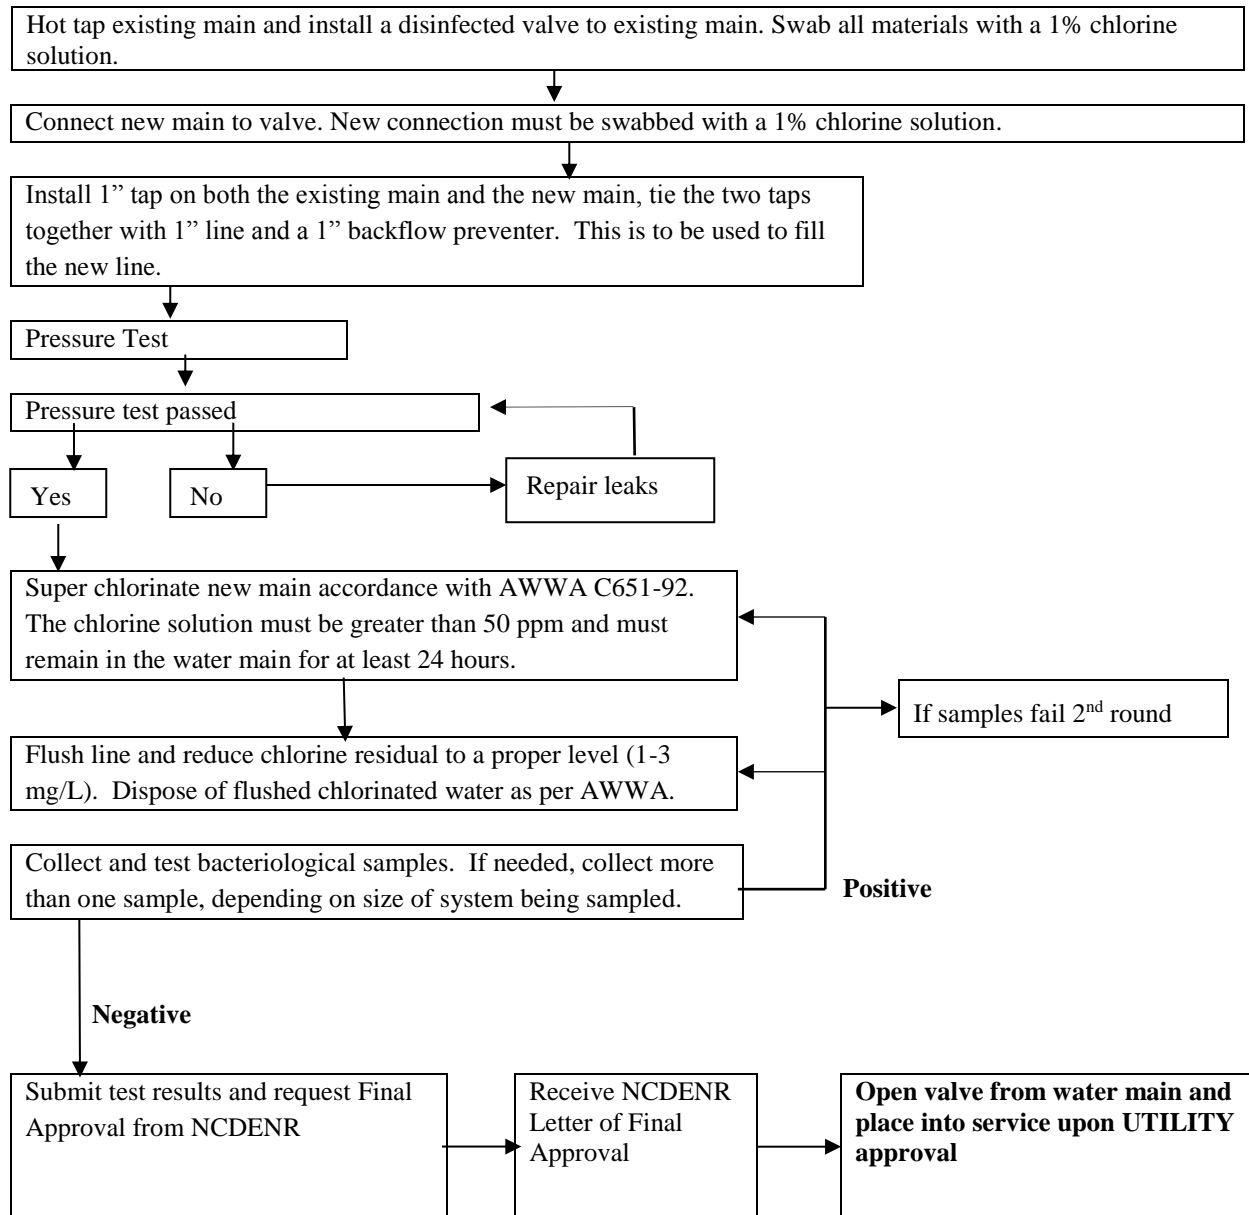 Hot tap existing main and install a disinfected valve to existing main. Swab all materials with a 1% chlorine
solution.
Connect new main to valve. New connection must be swabbed with a 1% chlorine solution.
Install 1” tap on both the existing main and the new main, tie the two taps
together with 1” line and a 1” backflow preventer.  This is to be used to fill
the new line.
Pressure Test
Pressure test passed
Yes
No
Repair leaks
Super chlorinate new main accordance with AWWA C651-92.
The chlorine solution must be greater than 50 ppm and must
remain in the water main for at least 24 hours.
If samples fail 2nd round
Flush line and reduce chlorine residual to a proper level (1-3
mg/L).  Dispose of flushed chlorinated water as per AWWA.
Collect and test bacteriological samples.  If needed, collect more
than one sample, depending on size of system being sampled.
Positive
Negative
Submit test results and request Final
Approval from NCDENR
Receive NCDENR
Letter of Final
Approval
Open valve from water main and
place into service upon UTILITY
approval